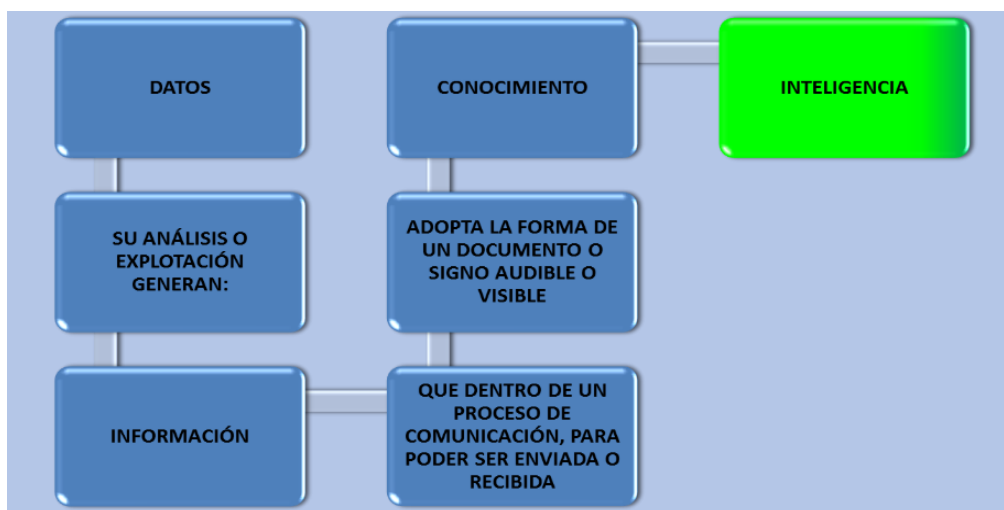 DATOS
SU ANÁLISIS O
EXPLOTACIÓN
GENERAN:
INFORMACIÓN
QUE DENTRO DE UN
PROCESO DE
COMUNICACIÓN, PARA
PODER SER ENVIADA O
RECIBIDA
ADOPTA LA FORMA DE
UN DOCUMENTO O
SIGNO AUDIBLE O
VISIBLE
CONOCIMIENTO
INTELIGENCIA